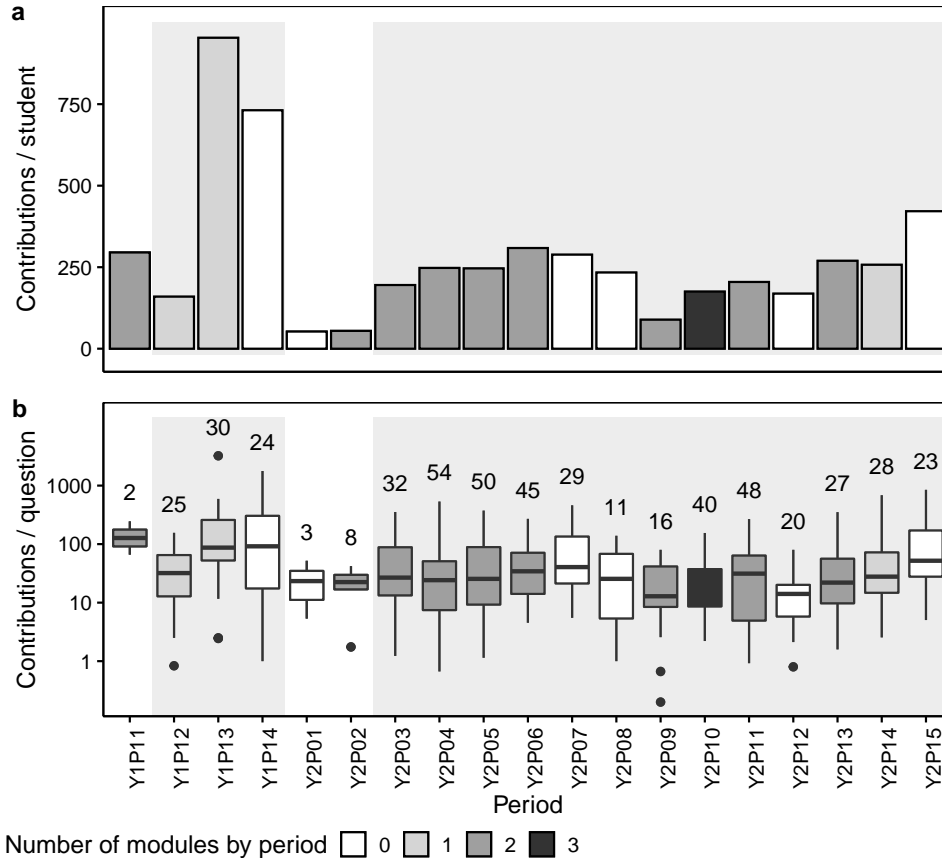 a
Contributions / student
750
500
250
0
b
Contributions / question
1000
100
10
1
2
25
30
24
3
8
32
54
50
45
29
11
16
40
48
20
27
28
23
Y1P11
Y1P12
Y1P13
Y1P14
Y2P01
Y2P02
Y2P03
Y2P04
Y2P05
Y2P06
Y2P07
Y2P08
Y2P09
Y2P10
Y2P11
Y2P12
Y2P13
Y2P14
Y2P15
Period
Number of modules by period 0 1 2 3